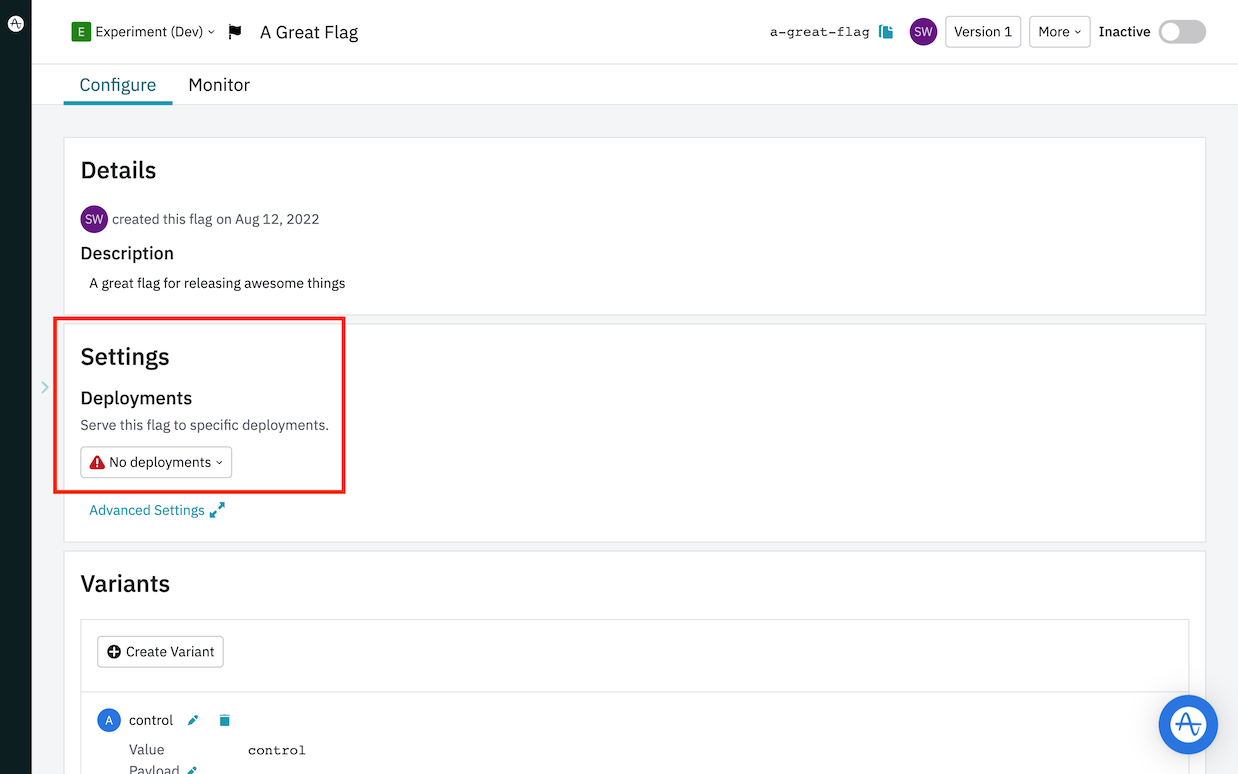 E Experiment (Dev) A Great Flag a-great-flag SW Version 1 More Inactive
Configure Monitor
Details
SW created this flag on Aug 12, 2022
Description
A great flag for releasing awesome things
Settings
Deployments
Serve this flag to specific deployments.
No deployments
Advanced Settings
Variants
Create Variant
A control
Value control
Payload